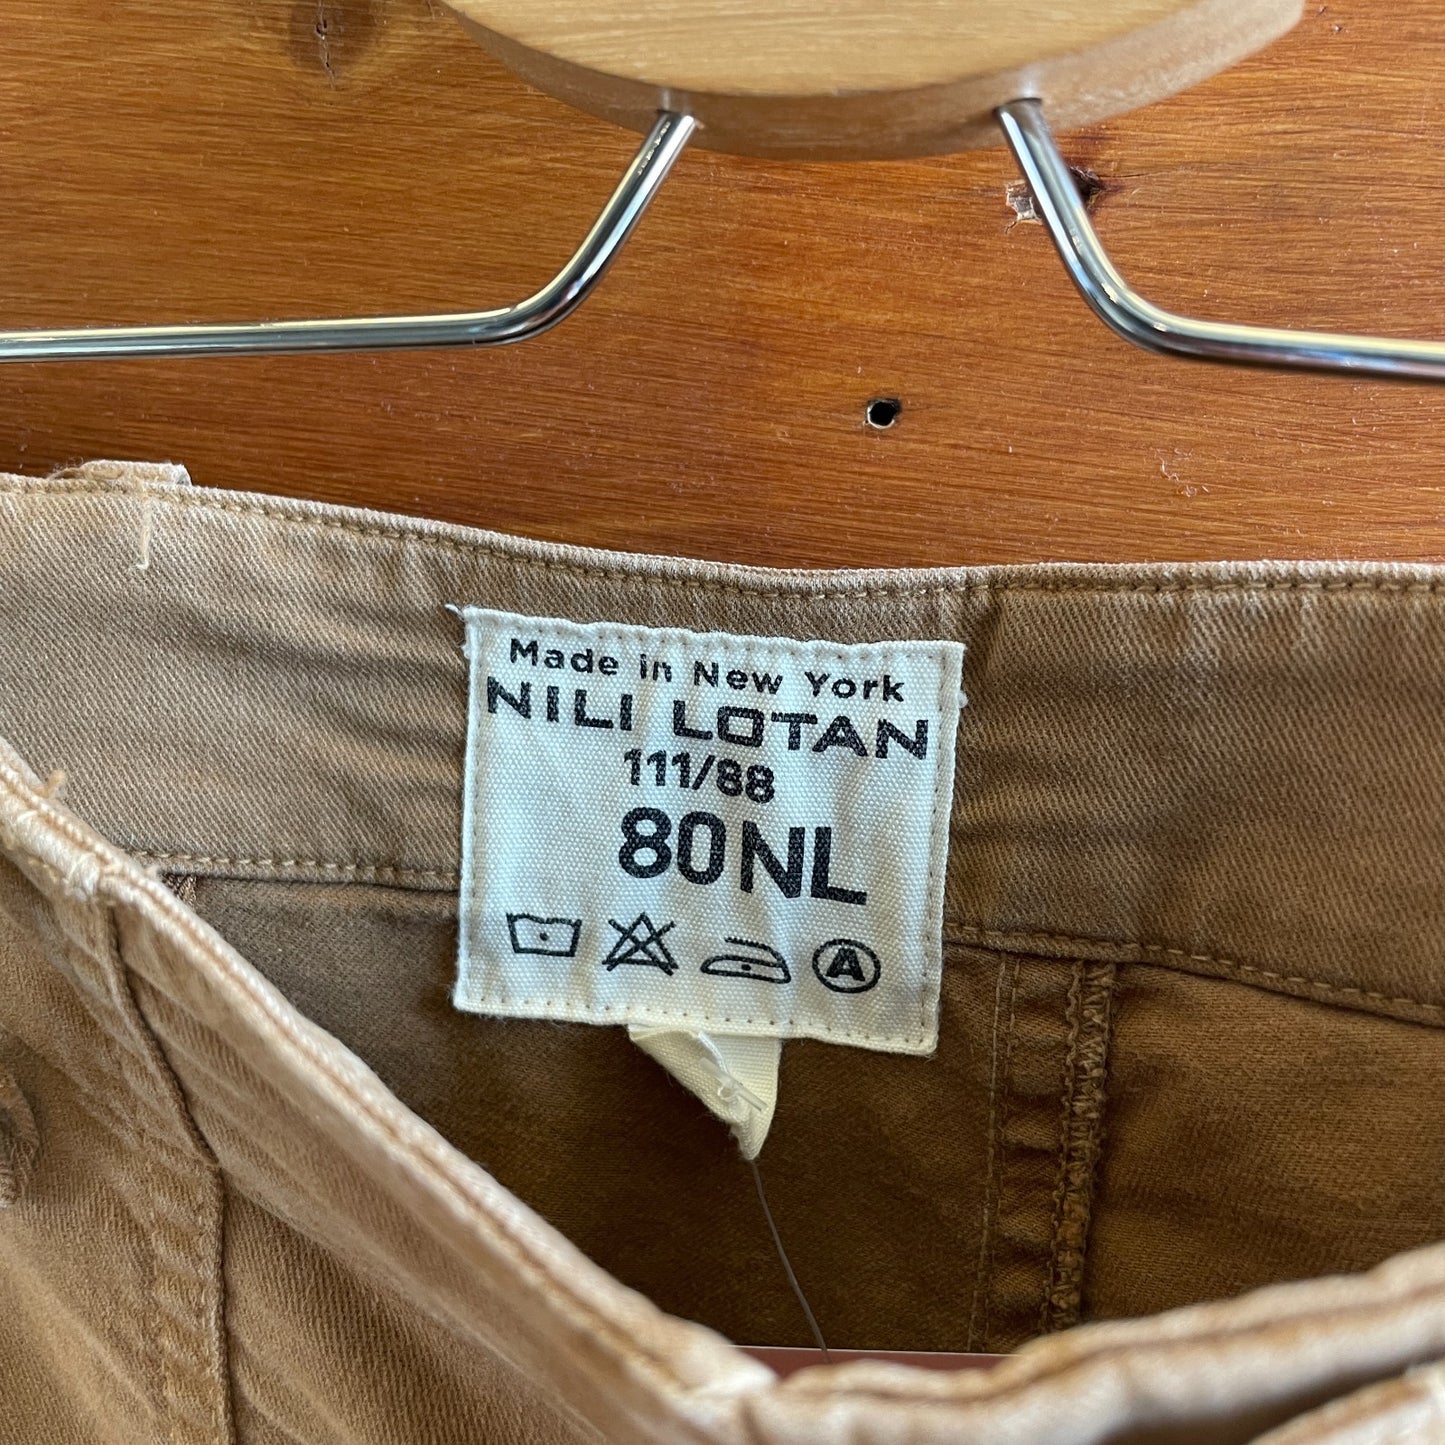 Made in New York
NILI LOTAN
111/88
80NL
A